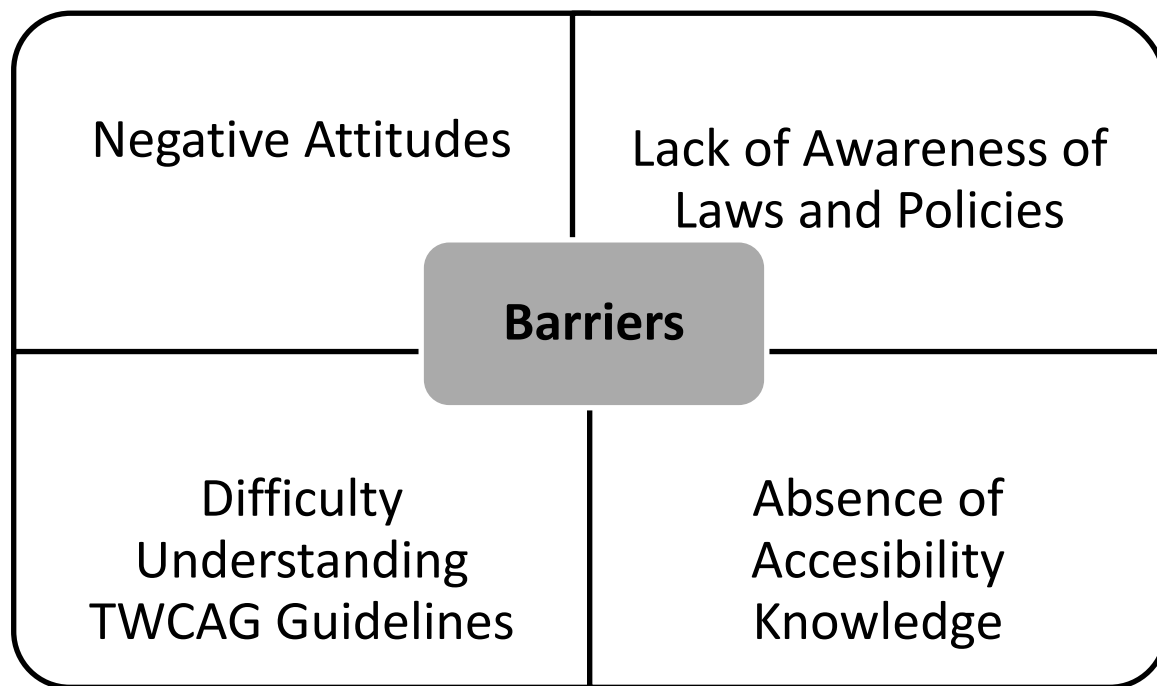 Negative Attitudes
Lack of Awareness of
Laws and Policies
Barriers
Difficulty
Understanding
TWCAG Guidelines
Absence of
Accesibility
Knowledge